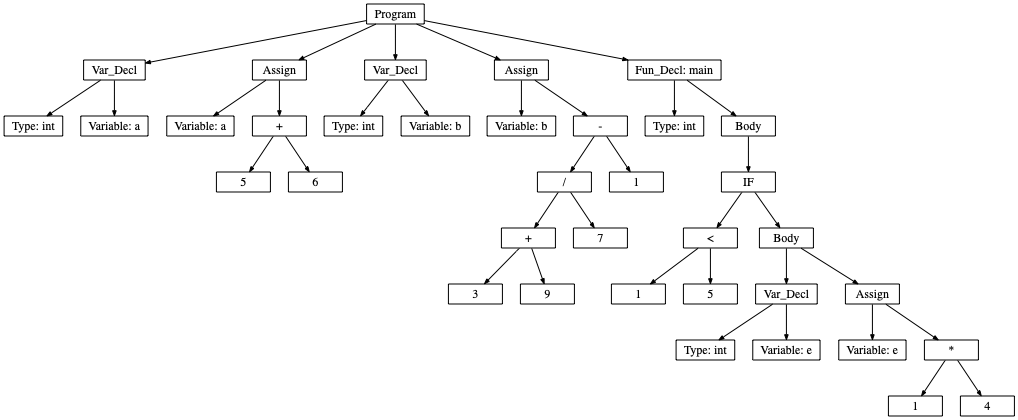 Program
Var_Decl Assign Var_Decl Assign Fun_Decl: main
Type: int Variable: a Variable: a + Type: int Variable: b Variable: b - Type: int Body
5 6 / 1 IF
+ 7 < Body
3 9 1 5 Var_Decl Assign
Type: int Variable: e Variable: e *
1 4